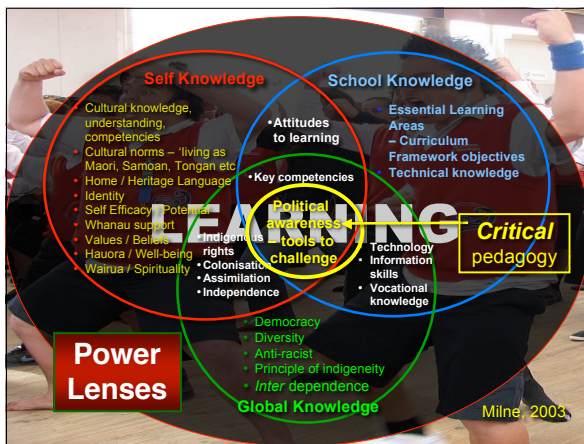 Self Knowledge
• Cultural knowledge,
understanding,
competencies
• Cultural norms – 'living as
Maori, Samoan, Tongan etc
• Home / Heritage Language
• Identity
• Self Efficacy / Potential
• Whanau support
• Values / Beliefs
• Hauora / Well-being
• Wairua / Spirituality
School Knowledge
• Essential Learning
Areas
– Curriculum
Framework objectives
• Technical knowledge
• Attitudes
to learning
• Key competencies
LEARNING
Political
awareness
– tools to
challenge
Critical
pedagogy
• Indigenous
rights
• Colonisation
• Assimilation
• Independence
• Technology
Information
skills
• Vocational
knowledge
• Democracy
• Diversity
• Anti-racist
• Principle of indigeneity
• Inter dependence
Global Knowledge
Power
Lenses
Milne, 2003